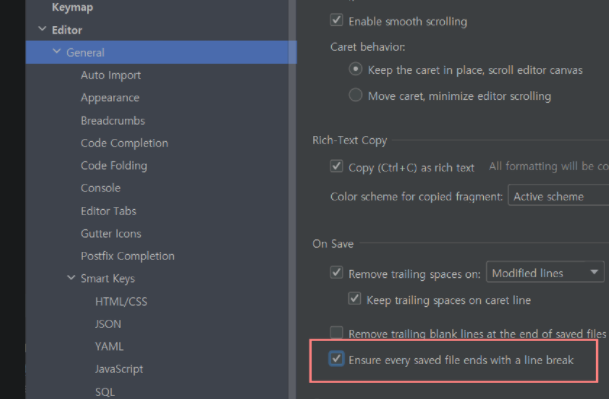 Keymap
Editor
General
Auto Import
Appearance
Breadcrumbs
Code Completion
Code Folding
Console
Editor Tabs
Gutter Icons
Postfix Completion
Smart Keys
HTML/CSS
JSON
YAML
JavaScript
SQL
Enable smooth scrolling
Caret behavior:
Keep the caret in place, scroll editor canvas
Move caret, minimize editor scrolling
Rich-Text Copy
Copy (Ctrl+C) as rich text All formatting will be co
Color scheme for copied fragment: Active scheme
On Save
Remove trailing spaces on: Modified lines
Keep trailing spaces on caret line
Remove trailing blank lines at the end of saved files
Ensure every saved file ends with a line break